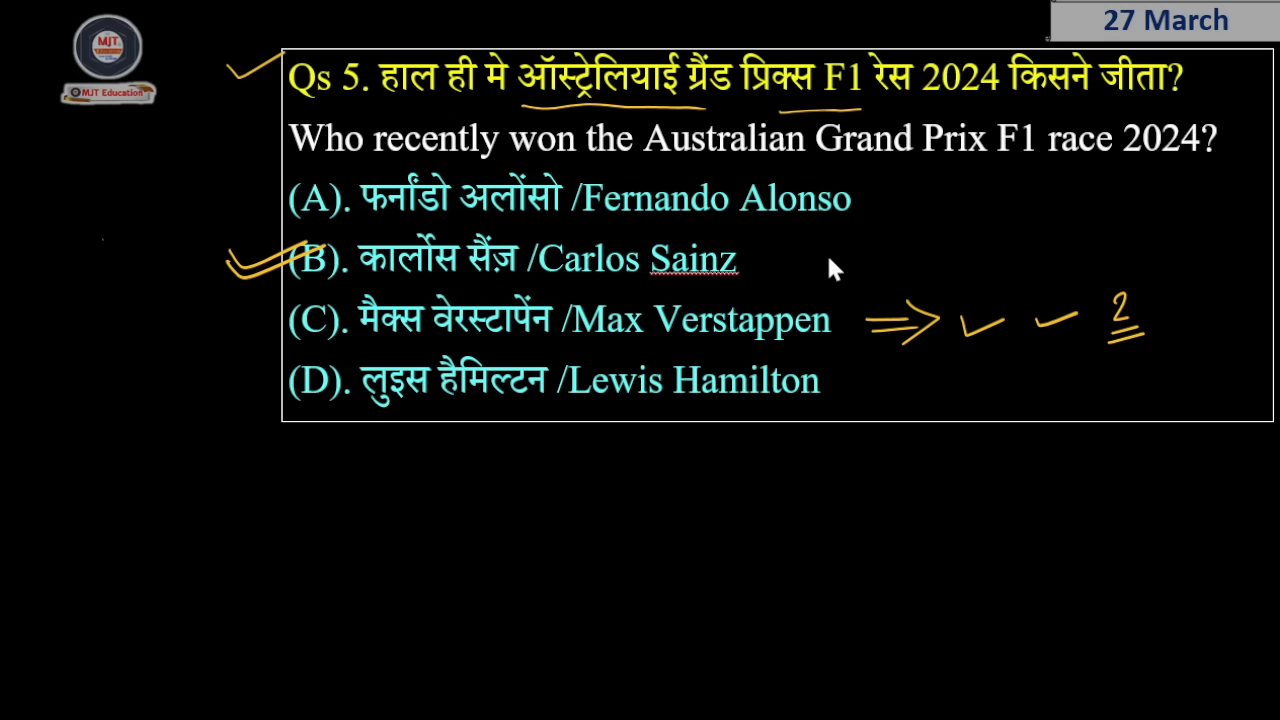 27 March
MJT
MJT Education
Qs 5. हाल ही मे ऑस्ट्रेलियाई ग्रैंड प्रिक्स F1 रेस 2024 किसने जीता?
Who recently won the Australian Grand Prix F1 race 2024?
(A). फर्नांडो अलोंसो /Fernando Alonso
(B). कार्लोस सैंज़ /Carlos Sainz
(C). मैक्स वेरस्टापेंन /Max Verstappen ⇒ ✓ ✓ 2
(D). लुइस हैमिल्टन /Lewis Hamilton